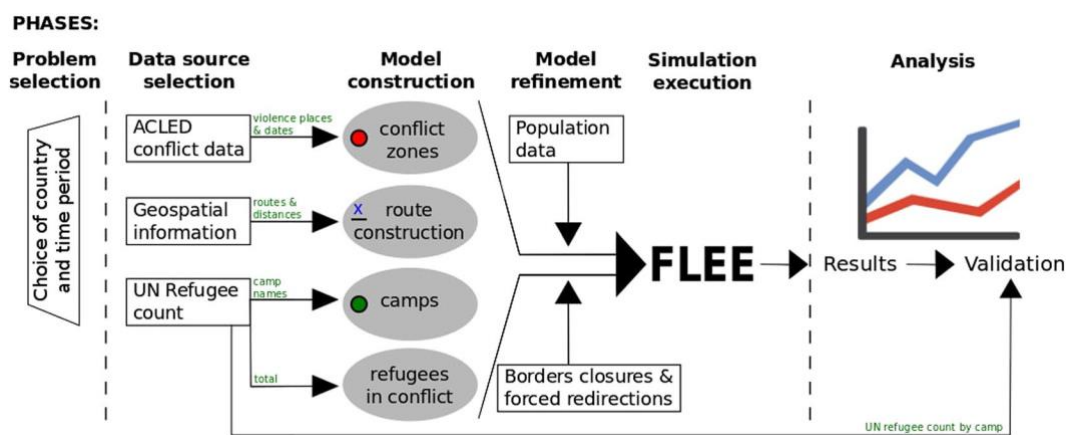 PHASES:
Problem
selection
Data source
selection
Model
construction
Model
refinement
Simulation
execution
Analysis
Choice of country
and time period
ACLED
conflict data
violence places
& dates
conflict
zones
Geospatial
information
routes &
distances
x route
construction
UN Refugee
count
camp
names
camps
total
refugees
in conflict
Population
data
Borders closures &
forced redirections
FLEE
Results
Validation
UN refugee count by camp